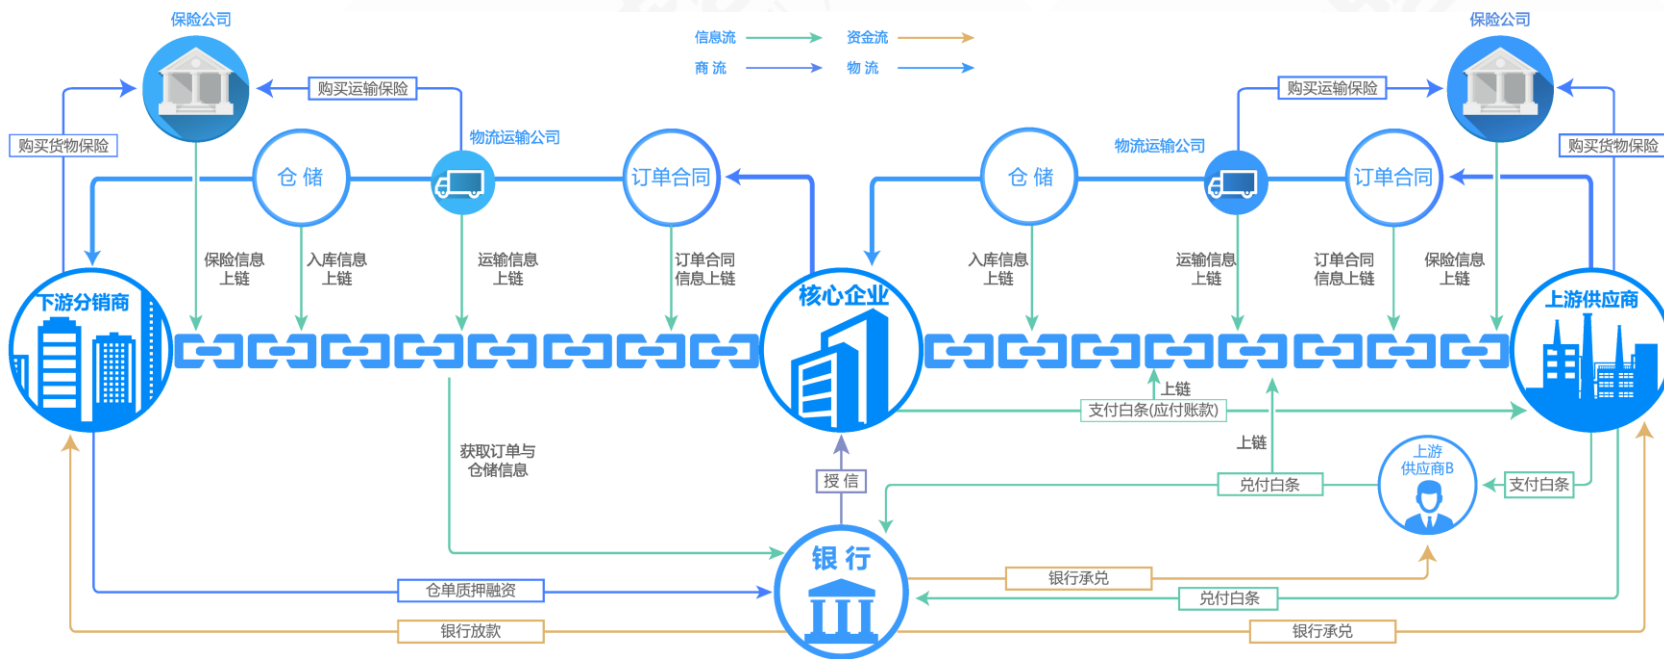 保险公司
信息流
资金流
保险公司
商 流
物 流
购买运输保险
购买运输保险
购买货物保险
物流运输公司
物流运输公司
购买货物保险
仓 储
订单合同
仓 储
订单合同
保险信息
上链
入库信息
上链
运输信息
上链
订单合同
信息上链
入库信息
上链
运输信息
上链
订单合同
信息上链
保险信息
上链
下游分销商
核心企业
上游供应商
上链
支付白条(应付账款)
获取订单与
仓储信息
上链
上游
供应商B
授 信
兑付白条
支付白条
银 行
银行承兑
仓单质押融资
兑付白条
银行放款
银行承兑